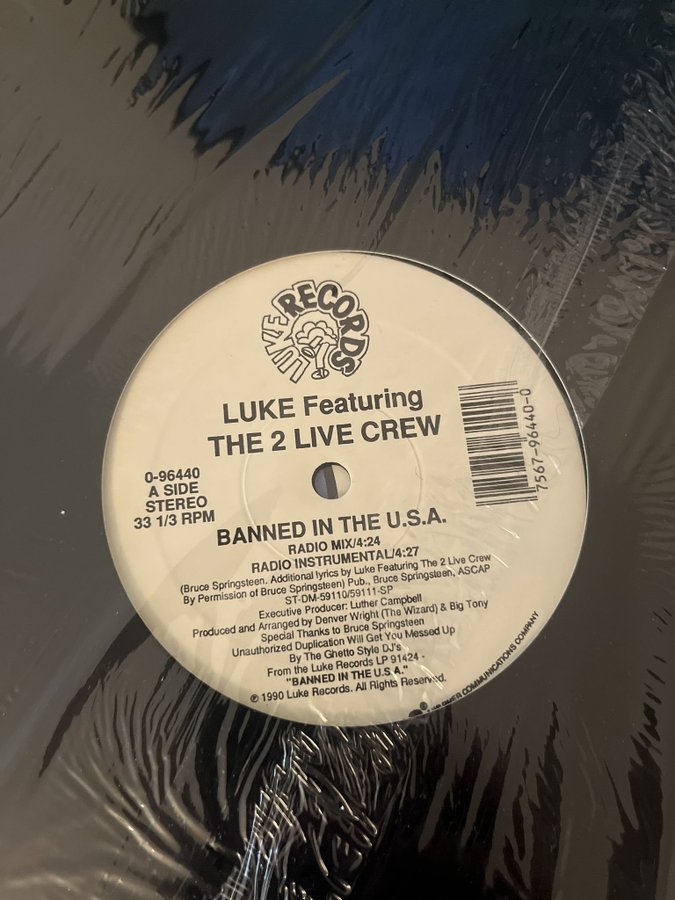 LUKE RECORDS
LUKE Featuring
THE 2 LIVE CREW
0-96440
A SIDE
STEREO
33 1/3 RPM
7567-96440-0
BANNED IN THE U.S.A.
RADIO MIX/4:24
RADIO INSTRUMENTAL/4:27
(Bruce Springsteen. Additional lyrics by Luke Featuring The 2 Live Crew
By Permission of Bruce Springsteen) Pub., Bruce Springsteen, ASCAP
ST-DM-59110/59111-SP
Executive Producer: Luther Campbell
Produced and Arranged by Denver Wright (The Wizard) & Big Tony
Special Thanks to Bruce Springsteen
Unauthorized Duplication Will Get You Messed Up
By The Ghetto Style DJ's
From the Luke Records LP 91424 -
"BANNED IN THE U.S.A."
℗ 1990 Luke Records. All Rights Reserved.
COMMUNICATIONS COMPANY